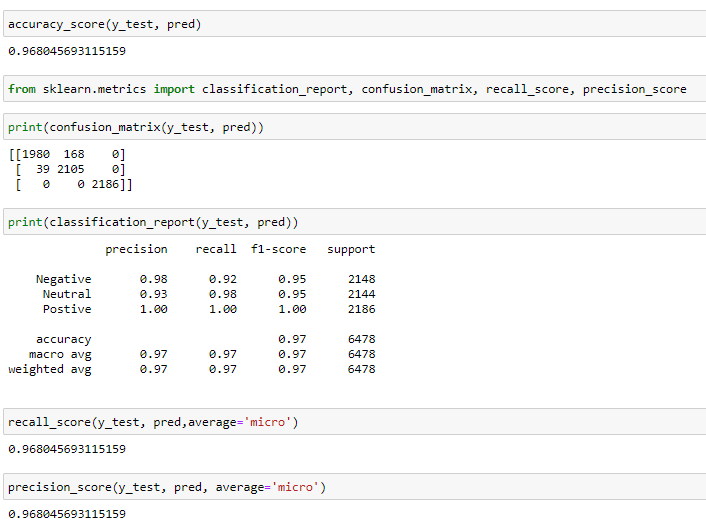 accuracy_score(y_test, pred)
0.968045693115159
from sklearn.metrics import classification_report, confusion_matrix, recall_score, precision_score
print(confusion_matrix(y_test, pred))
[[1980  168    0]
 [  39 2105    0]
 [   0    0 2186]]
print(classification_report(y_test, pred))
              precision    recall  f1-score   support
    Negative       0.98      0.92      0.95      2148
     Neutral       0.93      0.98      0.95      2144
     Postive       1.00      1.00      1.00      2186
    accuracy                           0.97      6478
   macro avg       0.97      0.97      0.97      6478
weighted avg       0.97      0.97      0.97      6478
recall_score(y_test, pred,average='micro')
0.968045693115159
precision_score(y_test, pred, average='micro')
0.968045693115159